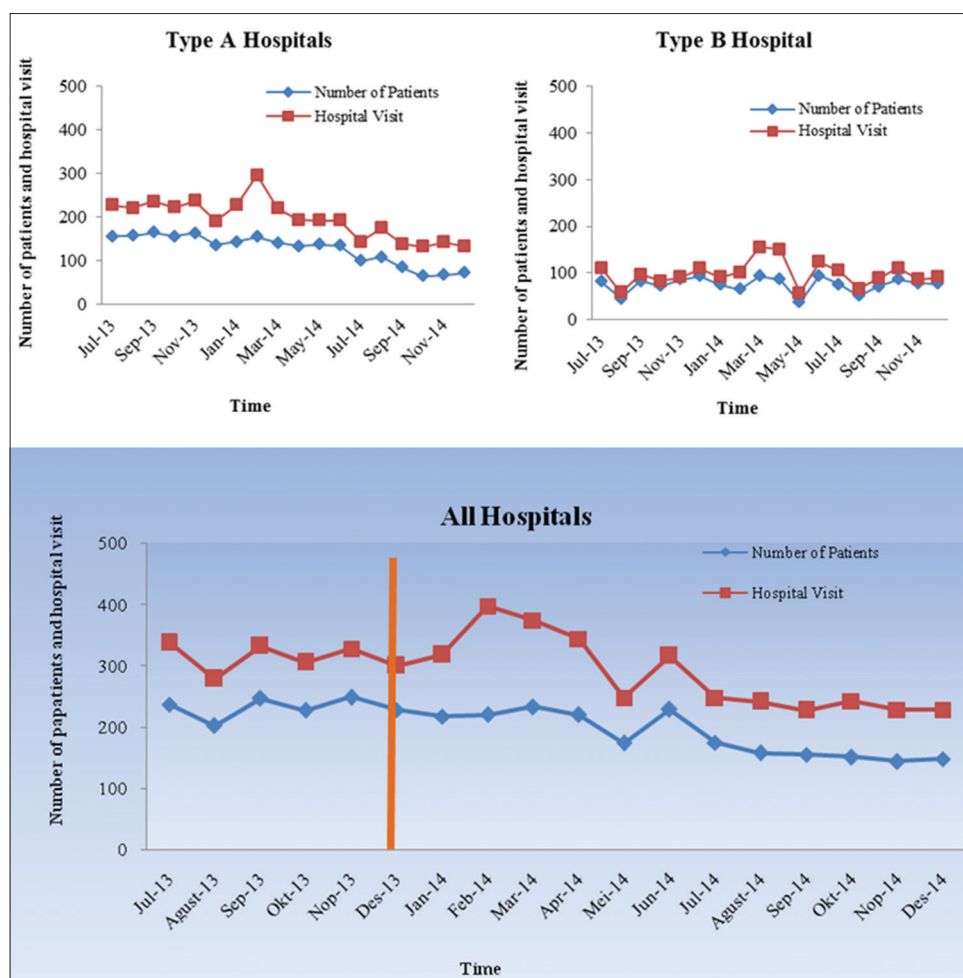 Type A Hospitals
Number of patients and hospital visit
500
400
300
200
100
0
Number of Patients
Hospital Visit
Jul-13
Sep-13
Nov-13
Jan-14
Mar-14
May-14
Jul-14
Sep-14
Nov-14
Time
Type B Hospital
Number of patients and hospital visit
500
400
300
200
100
0
Number of Patients
Hospital Visit
Jul-13
Sep-13
Nov-13
Jan-14
Mar-14
May-14
Jul-14
Sep-14
Nov-14
Time
All Hospitals
Number of papatients and hospital visit
500
400
300
200
100
0
Number of Patients
Hospital Visit
Jul-13
Agust-13
Sep-13
Okt-13
Nop-13
Des-13
Jan-14
Feb-14
Mar-14
Apr-14
Mei-14
Jun-14
Jul-14
Agust-14
Sep-14
Okt-14
Nop-14
Des-14
Time